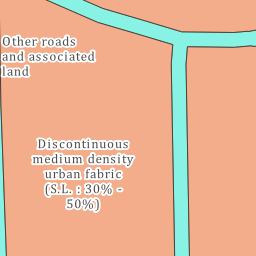 Other roads
and associated
land
Discontinuous
medium density
urban fabric
(S.L. : 30% -
50%)